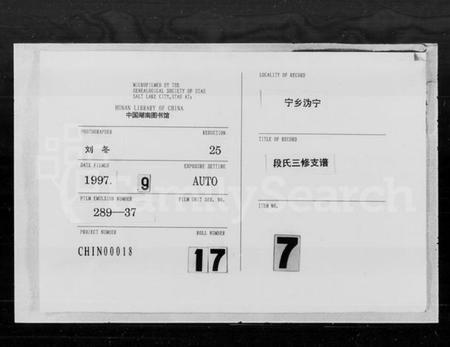 MICROFILMED BY THE
GENEALOGICAL SOCIETY OF UTAH
SALT LAKE CITY, UTAH AT:
HUNAN LIBRARY OF CHINA
中国湖南图书馆
PHOTOGRAPHER REDUCTION
刘 冬 25
DATE FILMED EXPOSURE SETTING
1997. 9 AUTO
FILM EMULSION NUMBER FILM UNIT SER. NO.
289—37
PROJECT NUMBER ROLL NUMBER
CHIN00018 17
LOCALITY OF RECORD
宁乡沩宁
TITLE OF RECORD
段氏三修支谱
ITEM NO.
7
FamilySearch